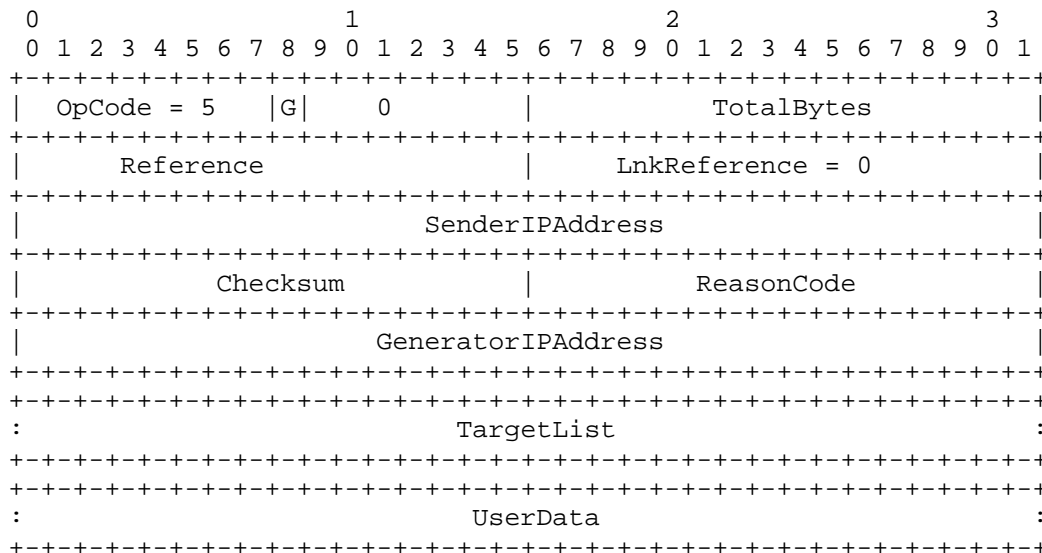 0                   1                   2                   3
 0 1 2 3 4 5 6 7 8 9 0 1 2 3 4 5 6 7 8 9 0 1 2 3 4 5 6 7 8 9 0 1
+-+-+-+-+-+-+-+-+-+-+-+-+-+-+-+-+-+-+-+-+-+-+-+-+-+-+-+-+-+-+-+-+
|  OpCode = 5   |G|    0        |           TotalBytes          |
+-+-+-+-+-+-+-+-+-+-+-+-+-+-+-+-+-+-+-+-+-+-+-+-+-+-+-+-+-+-+-+-+
|      Reference                |     LnkReference = 0          |
+-+-+-+-+-+-+-+-+-+-+-+-+-+-+-+-+-+-+-+-+-+-+-+-+-+-+-+-+-+-+-+-+
|                         SenderIPAddress                       |
+-+-+-+-+-+-+-+-+-+-+-+-+-+-+-+-+-+-+-+-+-+-+-+-+-+-+-+-+-+-+-+-+
|            Checksum           |          ReasonCode           |
+-+-+-+-+-+-+-+-+-+-+-+-+-+-+-+-+-+-+-+-+-+-+-+-+-+-+-+-+-+-+-+-+
|                      GeneratorIPAddress                       |
+-+-+-+-+-+-+-+-+-+-+-+-+-+-+-+-+-+-+-+-+-+-+-+-+-+-+-+-+-+-+-+-+
+-+-+-+-+-+-+-+-+-+-+-+-+-+-+-+-+-+-+-+-+-+-+-+-+-+-+-+-+-+-+-+-+
:                           TargetList                          :
+-+-+-+-+-+-+-+-+-+-+-+-+-+-+-+-+-+-+-+-+-+-+-+-+-+-+-+-+-+-+-+-+
+-+-+-+-+-+-+-+-+-+-+-+-+-+-+-+-+-+-+-+-+-+-+-+-+-+-+-+-+-+-+-+-+
:                            UserData                           :
+-+-+-+-+-+-+-+-+-+-+-+-+-+-+-+-+-+-+-+-+-+-+-+-+-+-+-+-+-+-+-+-+